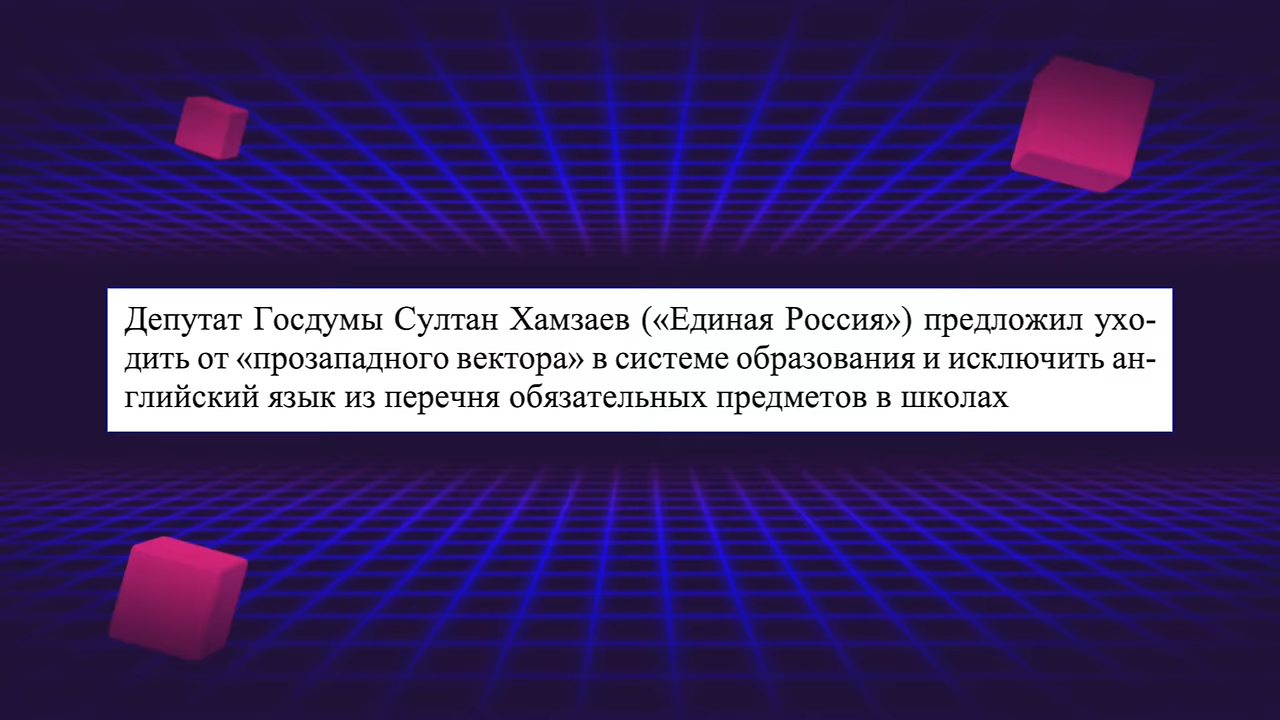 Депутат Госдумы Султан Хамзаев («Единая Россия») предложил ухо-
дить от «прозападного вектора» в системе образования и исключить ан-
глийский язык из перечня обязательных предметов в школах